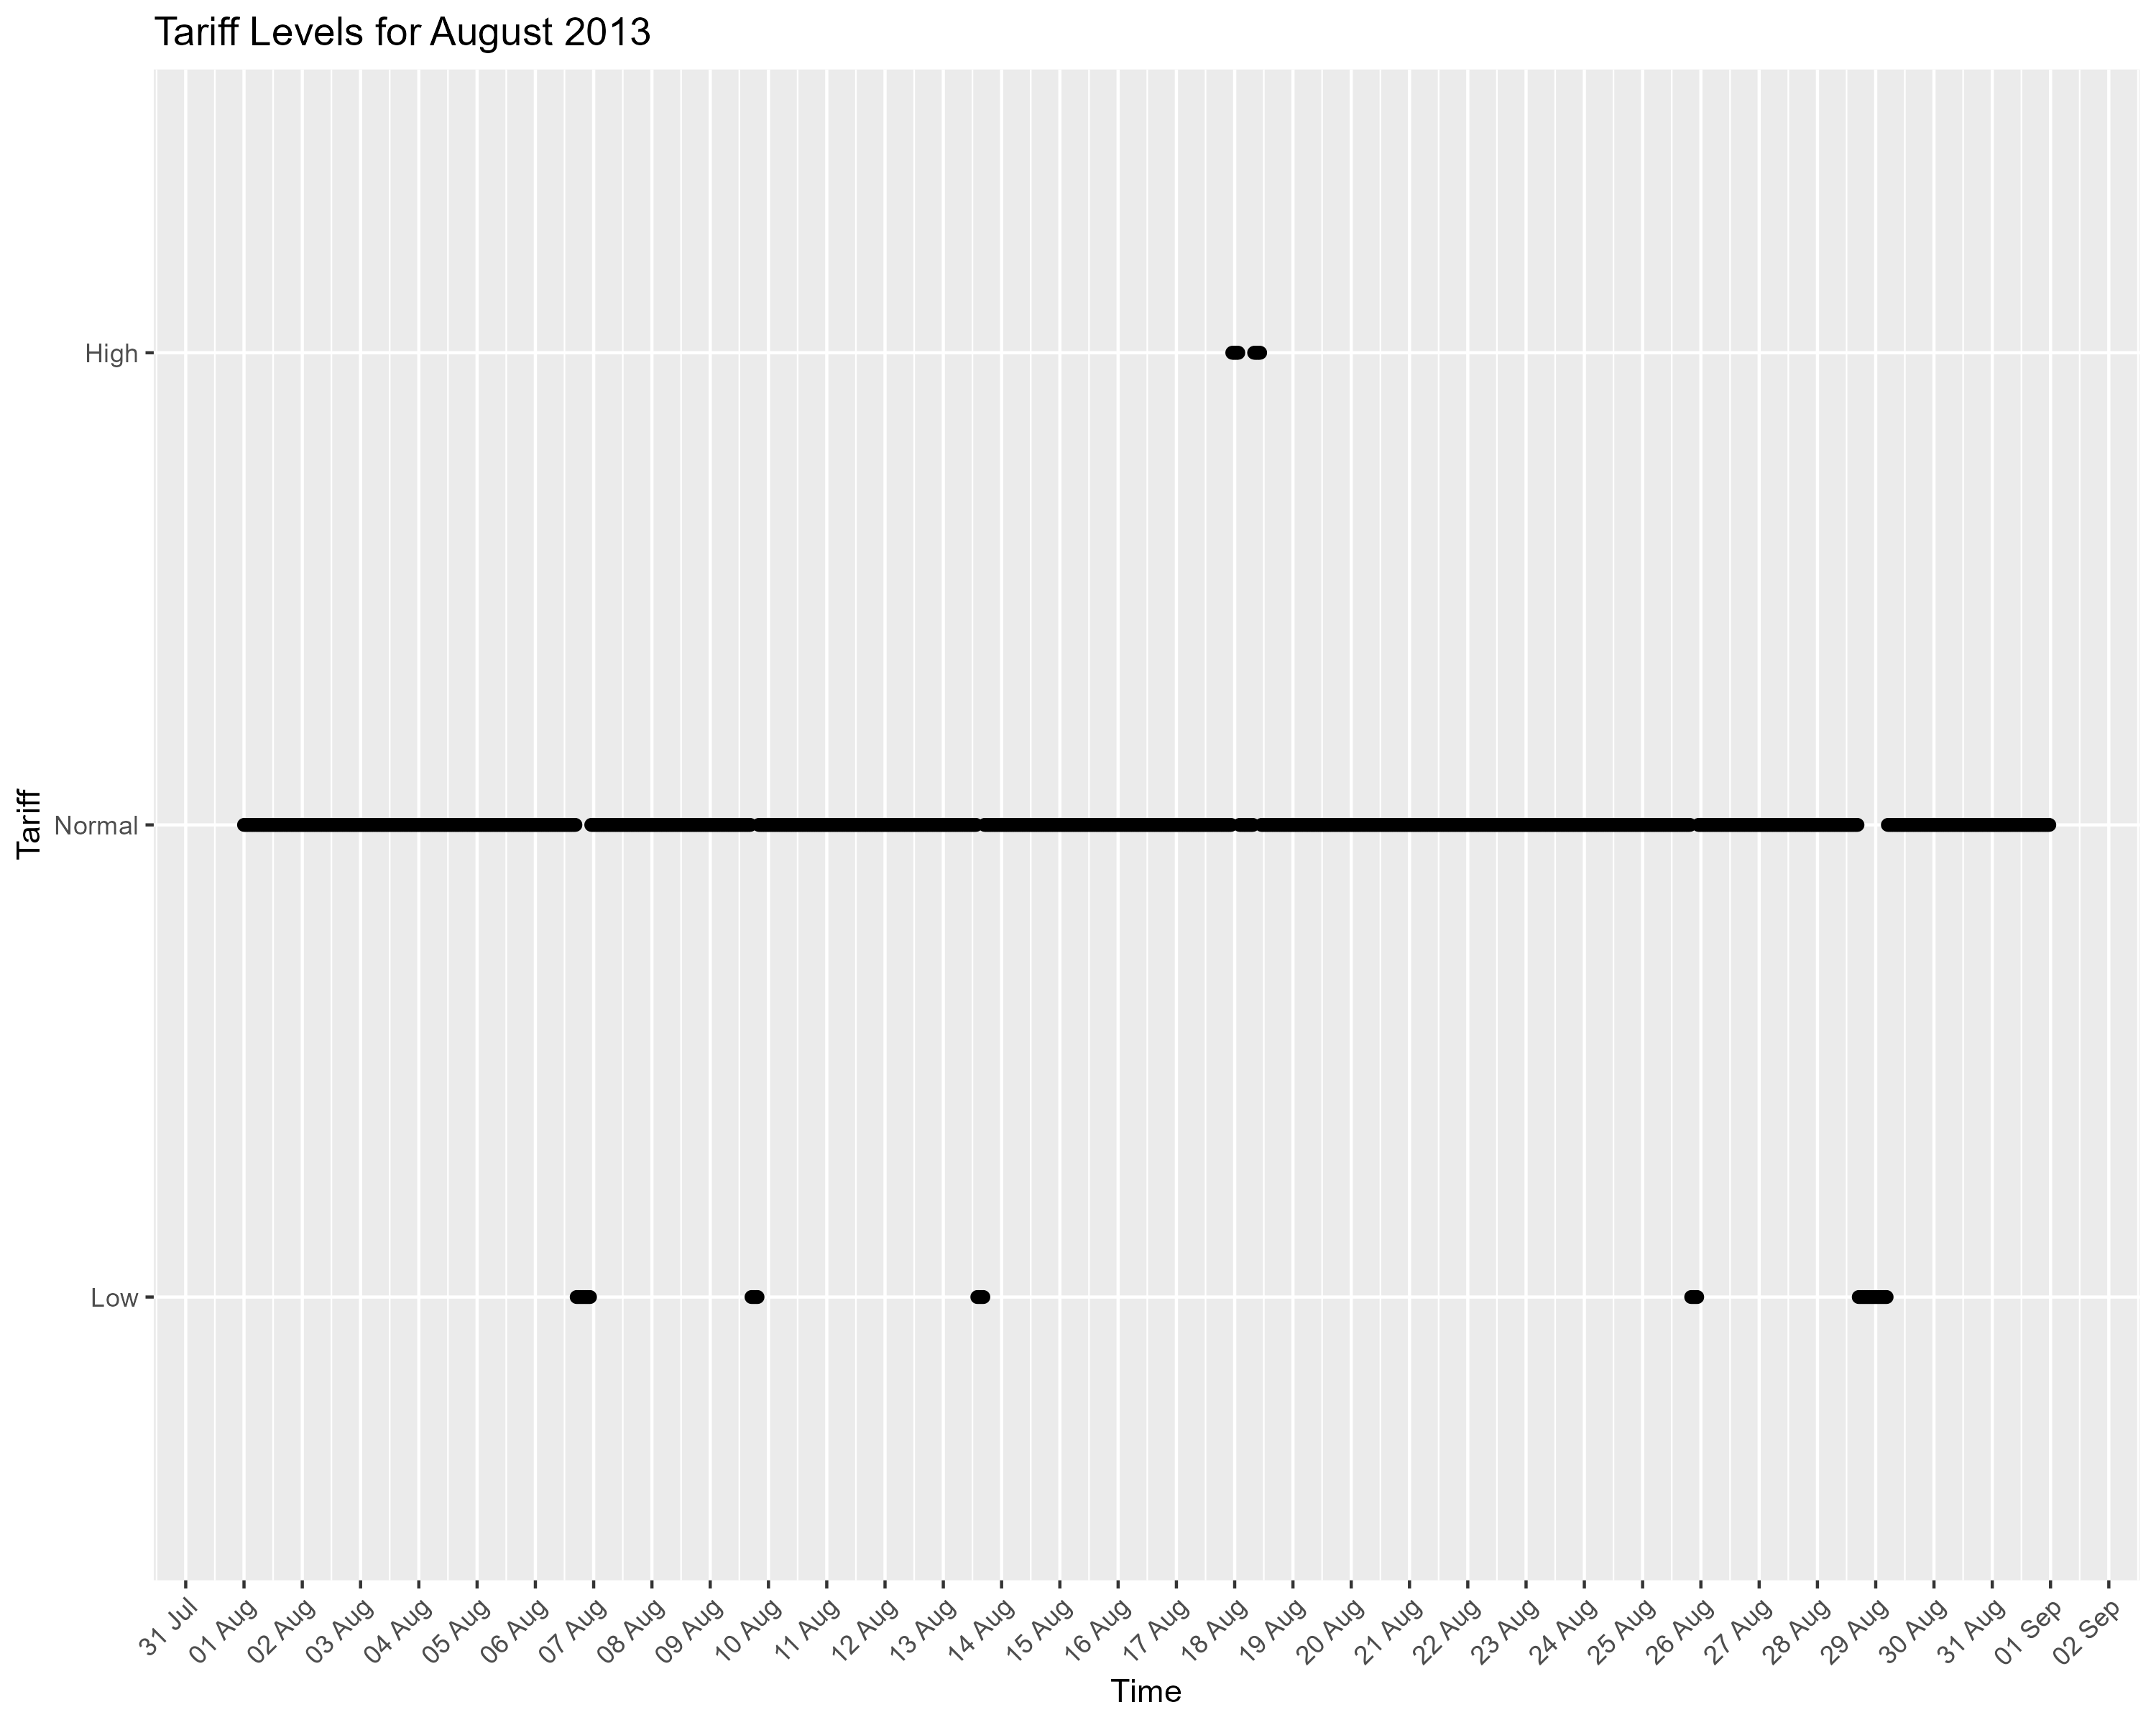 Tariff Levels for August 2013
Tariff
High
Normal
Low
31 Jul
01 Aug
02 Aug
03 Aug
04 Aug
05 Aug
06 Aug
07 Aug
08 Aug
09 Aug
10 Aug
11 Aug
12 Aug
13 Aug
14 Aug
15 Aug
16 Aug
17 Aug
18 Aug
19 Aug
20 Aug
21 Aug
22 Aug
23 Aug
24 Aug
25 Aug
26 Aug
27 Aug
28 Aug
29 Aug
30 Aug
31 Aug
01 Sep
02 Sep
Time